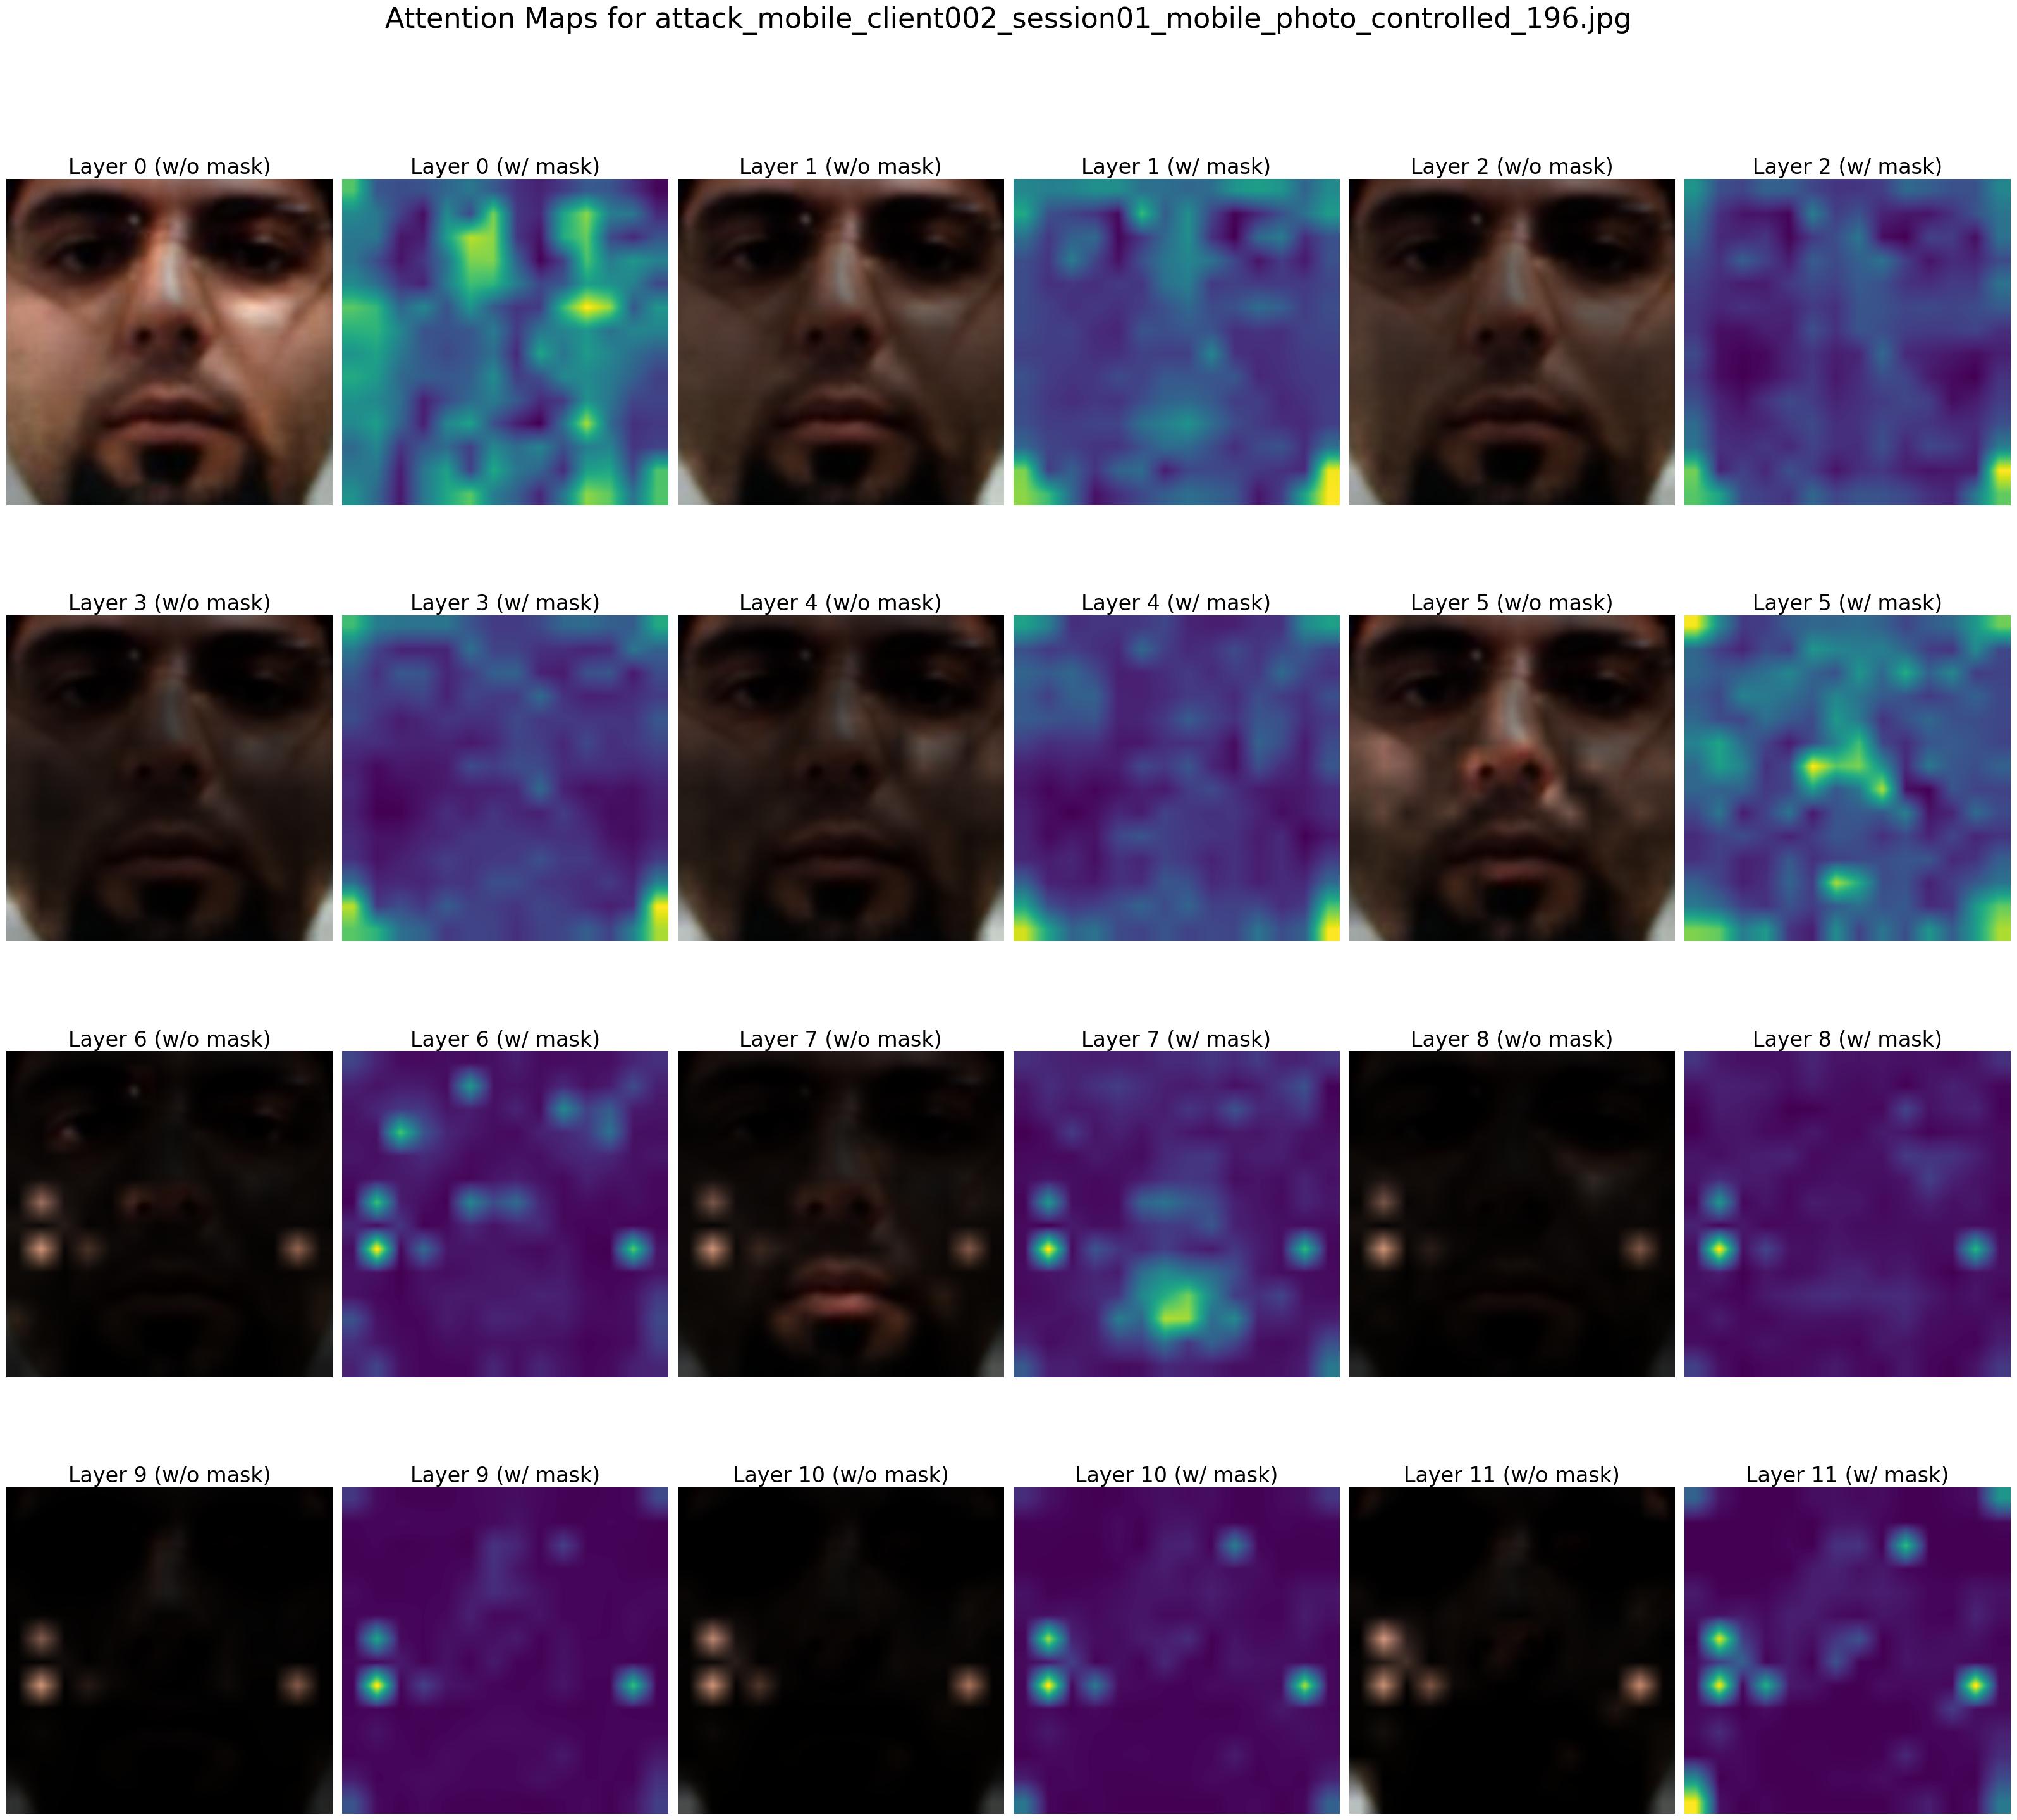 Attention Maps for attack_mobile_client002_session01_mobile_photo_controlled_196.jpg
Layer 0 (w/o mask)
Layer 0 (w/ mask)
Layer 1 (w/o mask)
Layer 1 (w/ mask)
Layer 2 (w/o mask)
Layer 2 (w/ mask)
Layer 3 (w/o mask)
Layer 3 (w/ mask)
Layer 4 (w/o mask)
Layer 4 (w/ mask)
Layer 5 (w/o mask)
Layer 5 (w/ mask)
Layer 6 (w/o mask)
Layer 6 (w/ mask)
Layer 7 (w/o mask)
Layer 7 (w/ mask)
Layer 8 (w/o mask)
Layer 8 (w/ mask)
Layer 9 (w/o mask)
Layer 9 (w/ mask)
Layer 10 (w/o mask)
Layer 10 (w/ mask)
Layer 11 (w/o mask)
Layer 11 (w/ mask)